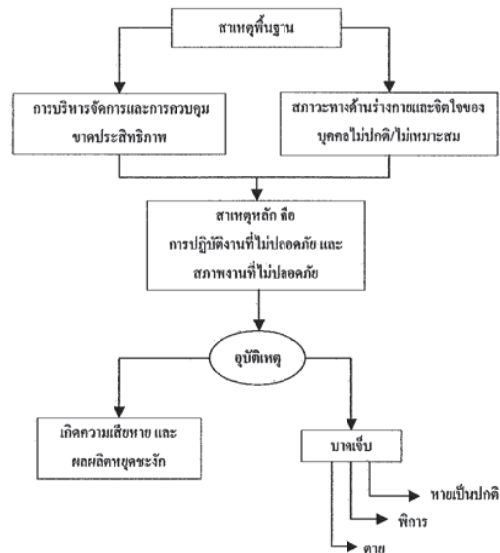 สาเหตุพื้นฐาน
การบริหารจัดการและการควบคุม
ขาดประสิทธิภาพ
สภาวะทางด้านร่างกายและจิตใจของ
บุคคลไม่ปกติ/ไม่เหมาะสม
สาเหตุหลัก คือ
การปฏิบัติงานที่ไม่ปลอดภัย และ
สภาพงานที่ไม่ปลอดภัย
อุบัติเหตุ
เกิดความเสียหาย และ
ผลผลิตหยุดชะงัก
บาดเจ็บ
หายเป็นปกติ
พิการ
ตาย